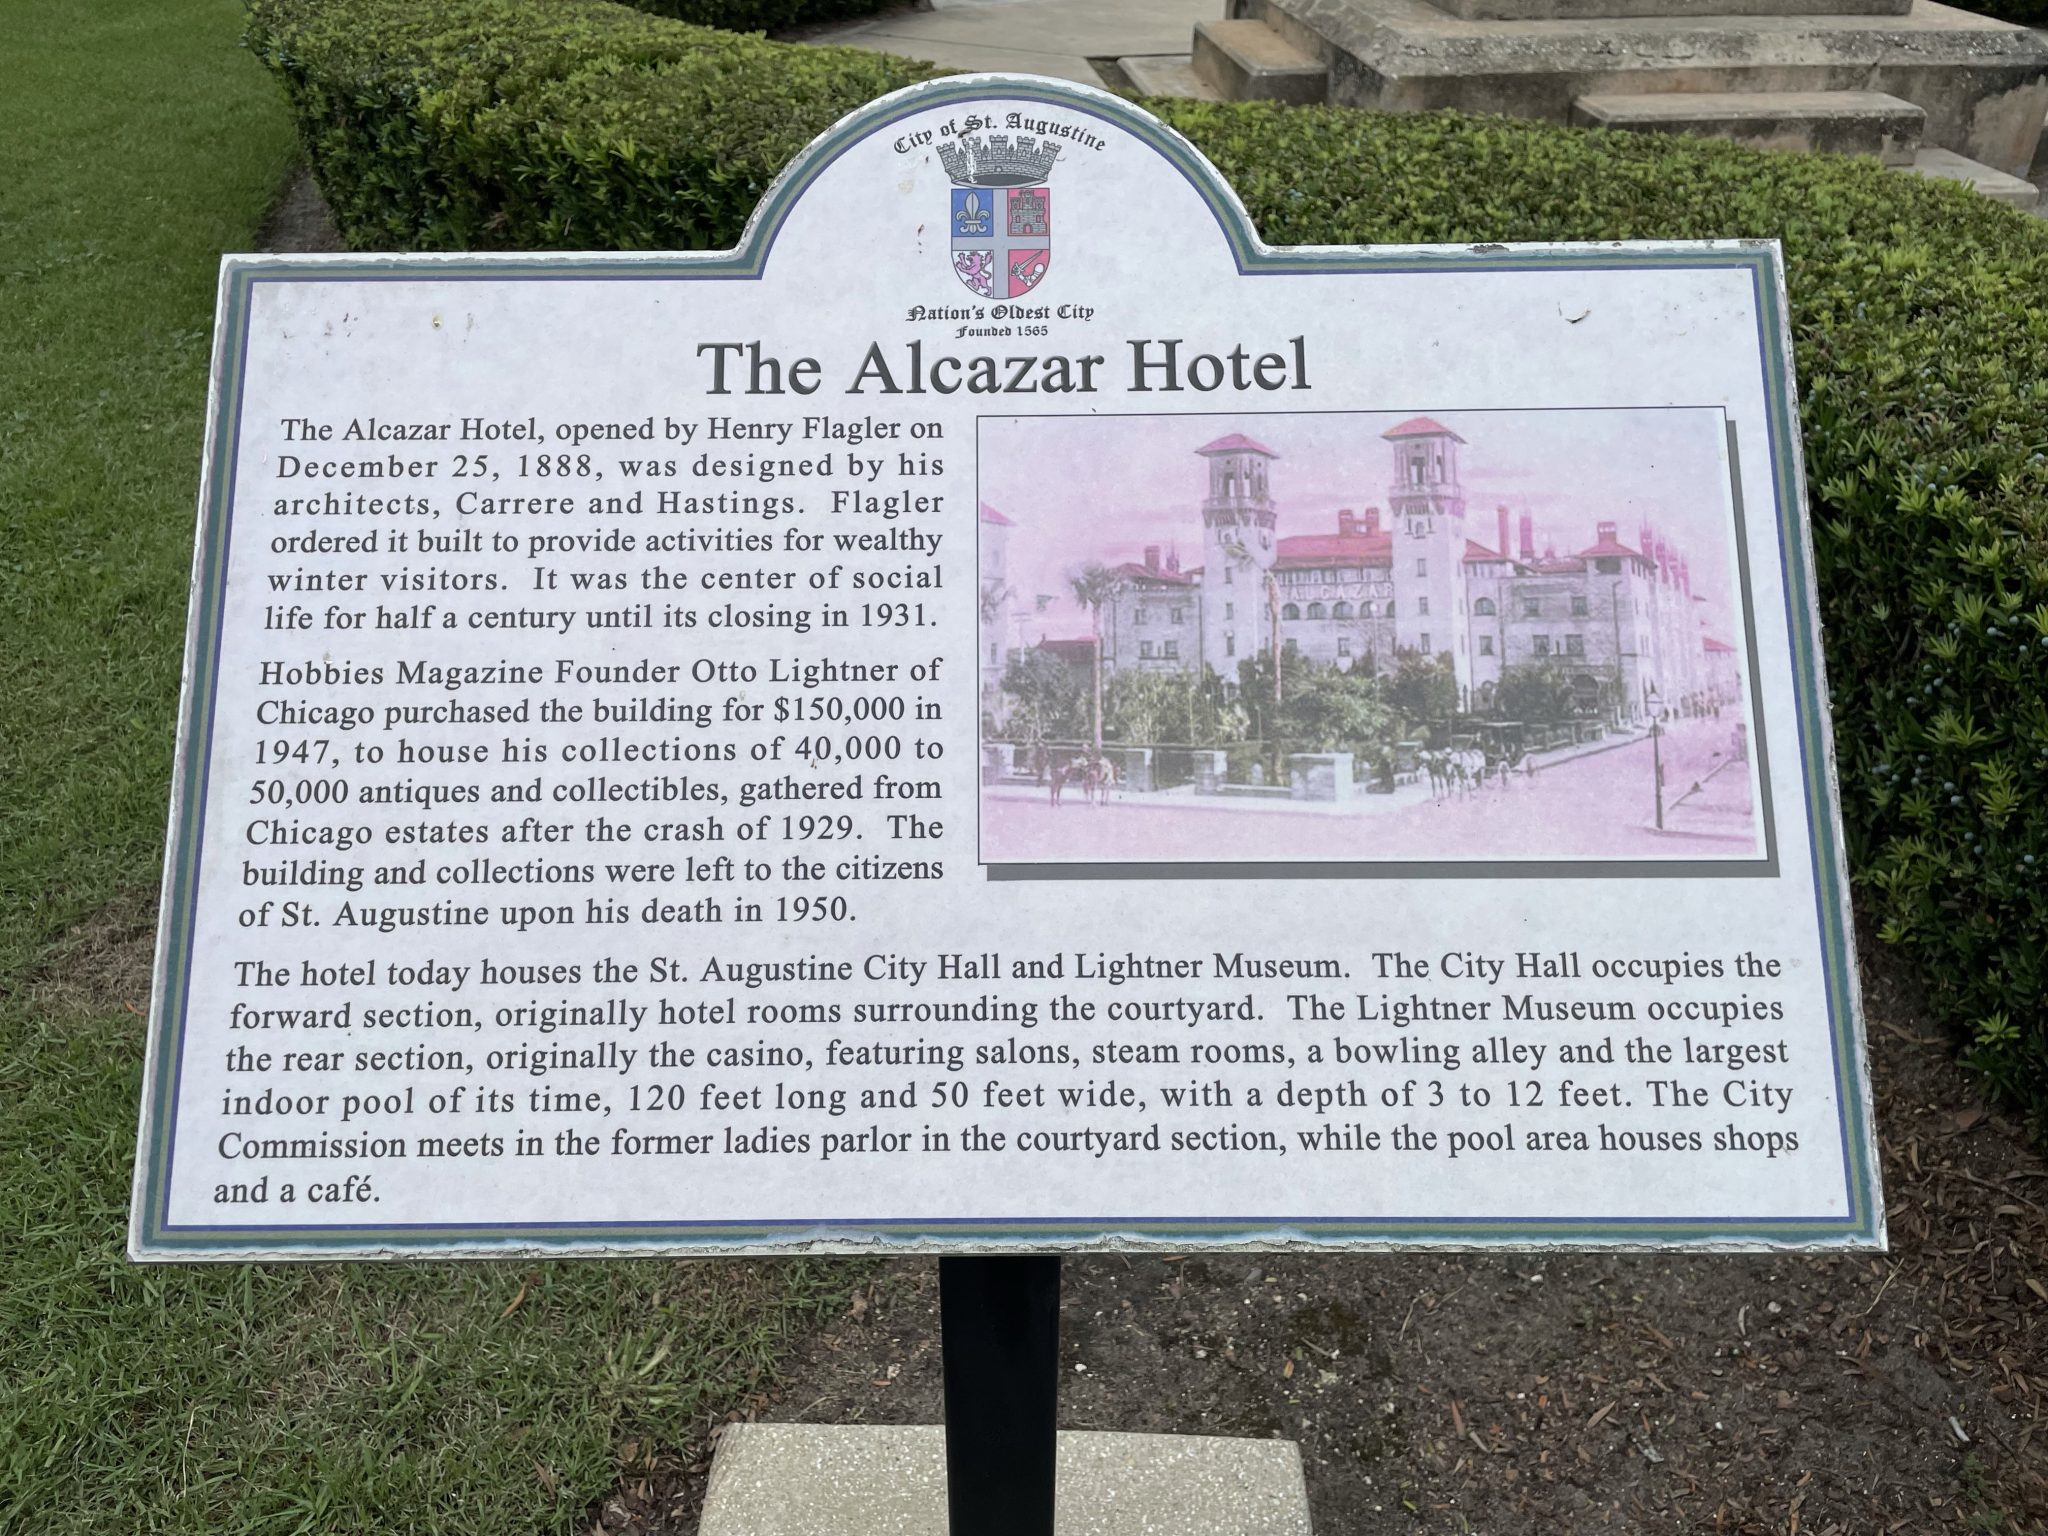 City of St. Augustine
Nation's Oldest City
Founded 1565
The Alcazar Hotel
The Alcazar Hotel, opened by Henry Flagler on
December 25, 1888, was designed by his
architects, Carrere and Hastings. Flagler
ordered it built to provide activities for wealthy
winter visitors. It was the center of social
life for half a century until its closing in 1931.
Hobbies Magazine Founder Otto Lightner of
Chicago purchased the building for $150,000 in
1947, to house his collections of 40,000 to
50,000 antiques and collectibles, gathered from
Chicago estates after the crash of 1929. The
building and collections were left to the citizens
of St. Augustine upon his death in 1950.
ALCAZAR
The hotel today houses the St. Augustine City Hall and Lightner Museum. The City Hall occupies the
forward section, originally hotel rooms surrounding the courtyard. The Lightner Museum occupies
the rear section, originally the casino, featuring salons, steam rooms, a bowling alley and the largest
indoor pool of its time, 120 feet long and 50 feet wide, with a depth of 3 to 12 feet. The City
Commission meets in the former ladies parlor in the courtyard section, while the pool area houses shops
and a café.